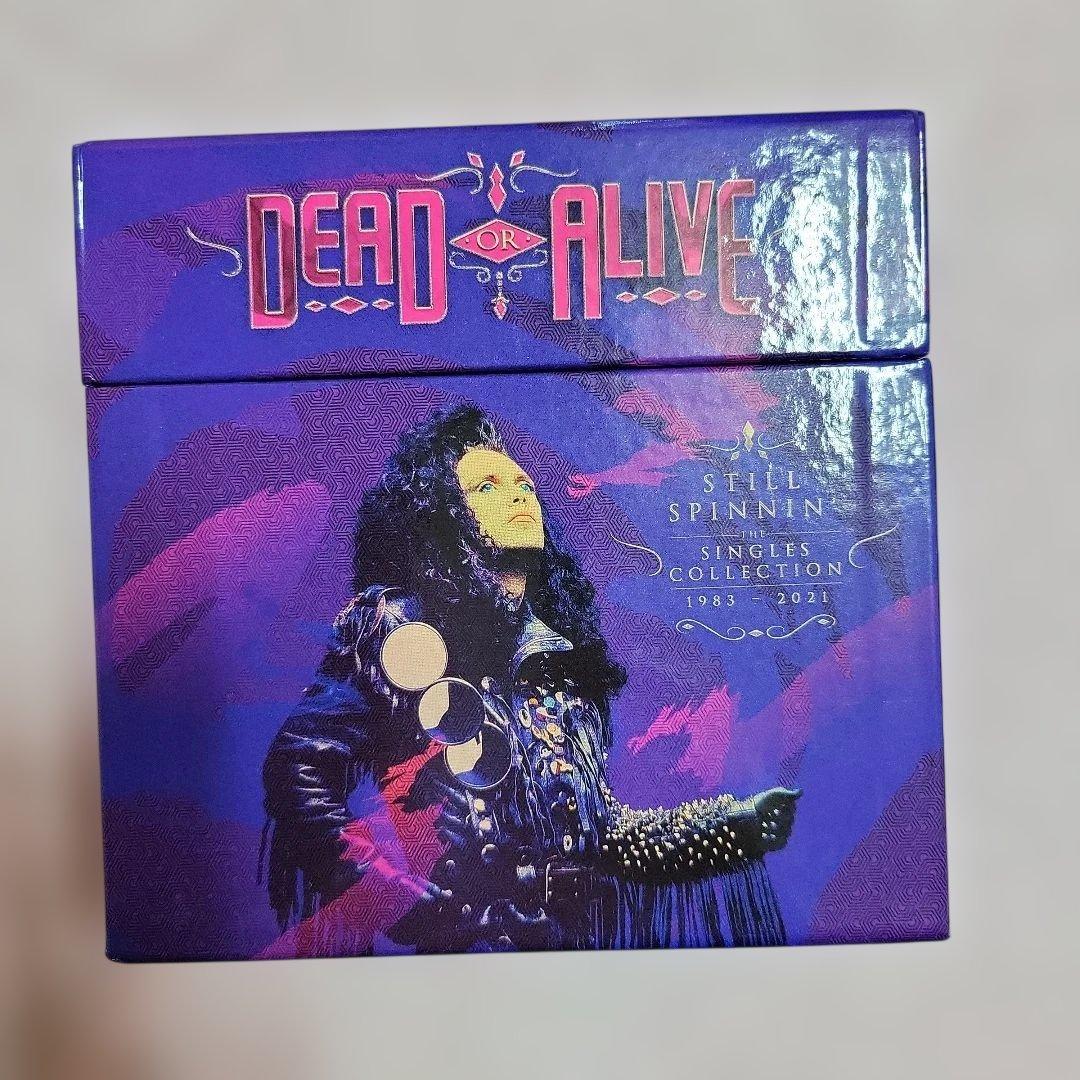 DEAD OR ALIVE
STILL
SPINNIN'
THE
SINGLES
COLLECTION
1983 - 2021